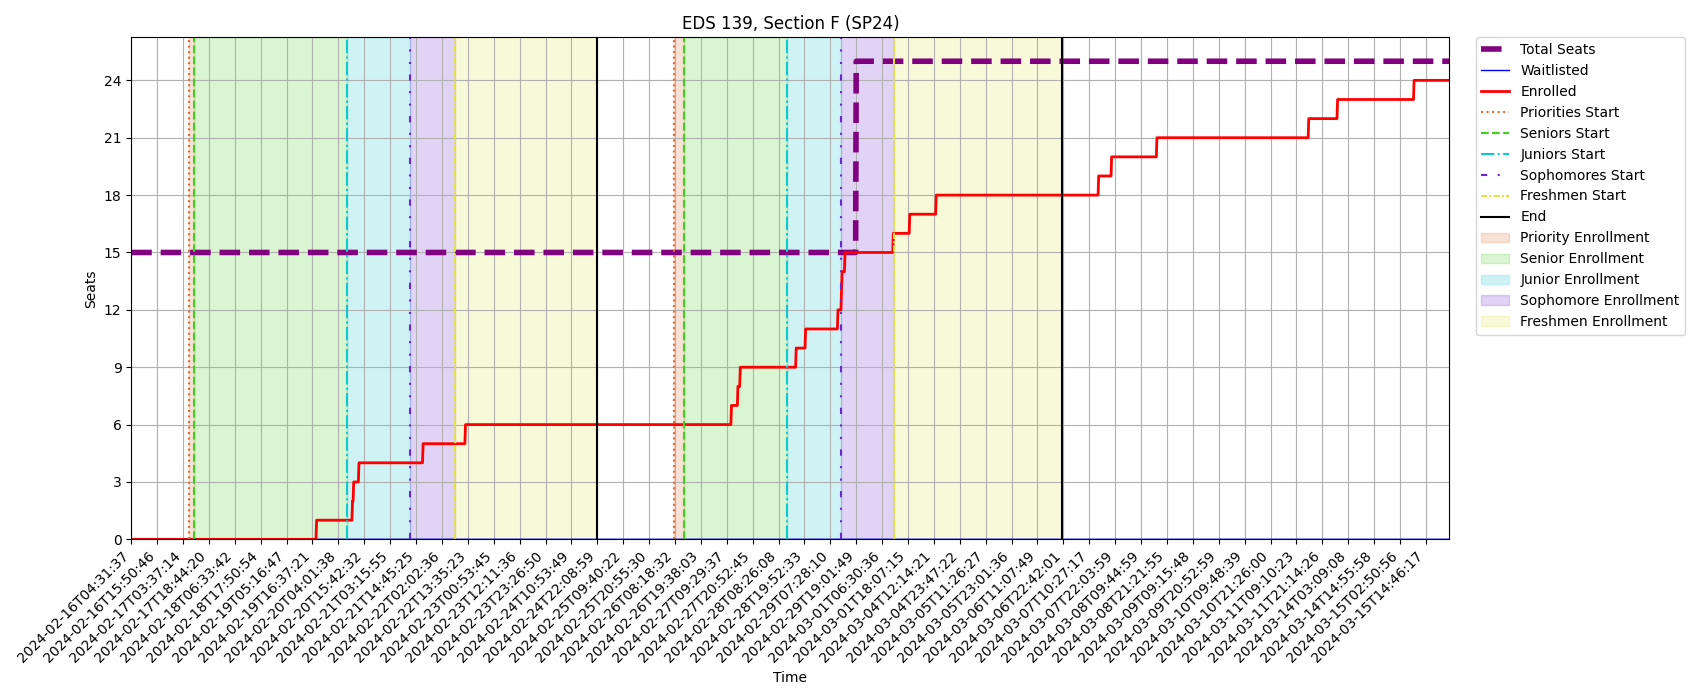 EDS 139, Section F (SP24)
Seats
24
21
18
15
12
9
6
3
0
2024-02-16T04:31:37
2024-02-16T15:50:46
2024-02-17T03:37:14
2024-02-17T18:44:20
2024-02-18T06:33:42
2024-02-18T17:50:54
2024-02-19T05:16:47
2024-02-19T16:37:21
2024-02-20T04:01:38
2024-02-20T15:42:32
2024-02-21T03:15:55
2024-02-21T14:45:25
2024-02-22T02:02:36
2024-02-22T13:35:23
2024-02-23T00:53:45
2024-02-23T12:11:36
2024-02-23T23:26:50
2024-02-24T10:53:49
2024-02-24T22:08:59
2024-02-25T09:40:22
2024-02-25T20:55:30
2024-02-26T08:18:32
2024-02-26T19:38:03
2024-02-27T09:29:37
2024-02-27T20:52:45
2024-02-28T08:26:08
2024-02-28T19:52:33
2024-02-29T07:28:10
2024-02-29T19:01:49
2024-03-01T06:30:36
2024-03-01T18:07:15
2024-03-04T12:14:21
2024-03-04T23:47:22
2024-03-05T11:26:27
2024-03-05T23:01:36
2024-03-06T11:07:49
2024-03-06T22:42:01
2024-03-07T10:27:17
2024-03-07T22:03:59
2024-03-08T09:44:59
2024-03-08T21:21:55
2024-03-09T09:15:48
2024-03-09T20:52:59
2024-03-10T09:48:39
2024-03-10T21:26:00
2024-03-11T09:10:23
2024-03-11T21:14:26
2024-03-14T03:09:08
2024-03-14T14:55:58
2024-03-15T02:50:56
2024-03-15T14:46:17
Time
Total Seats
Waitlisted
Enrolled
Priorities Start
Seniors Start
Juniors Start
Sophomores Start
Freshmen Start
End
Priority Enrollment
Senior Enrollment
Junior Enrollment
Sophomore Enrollment
Freshmen Enrollment